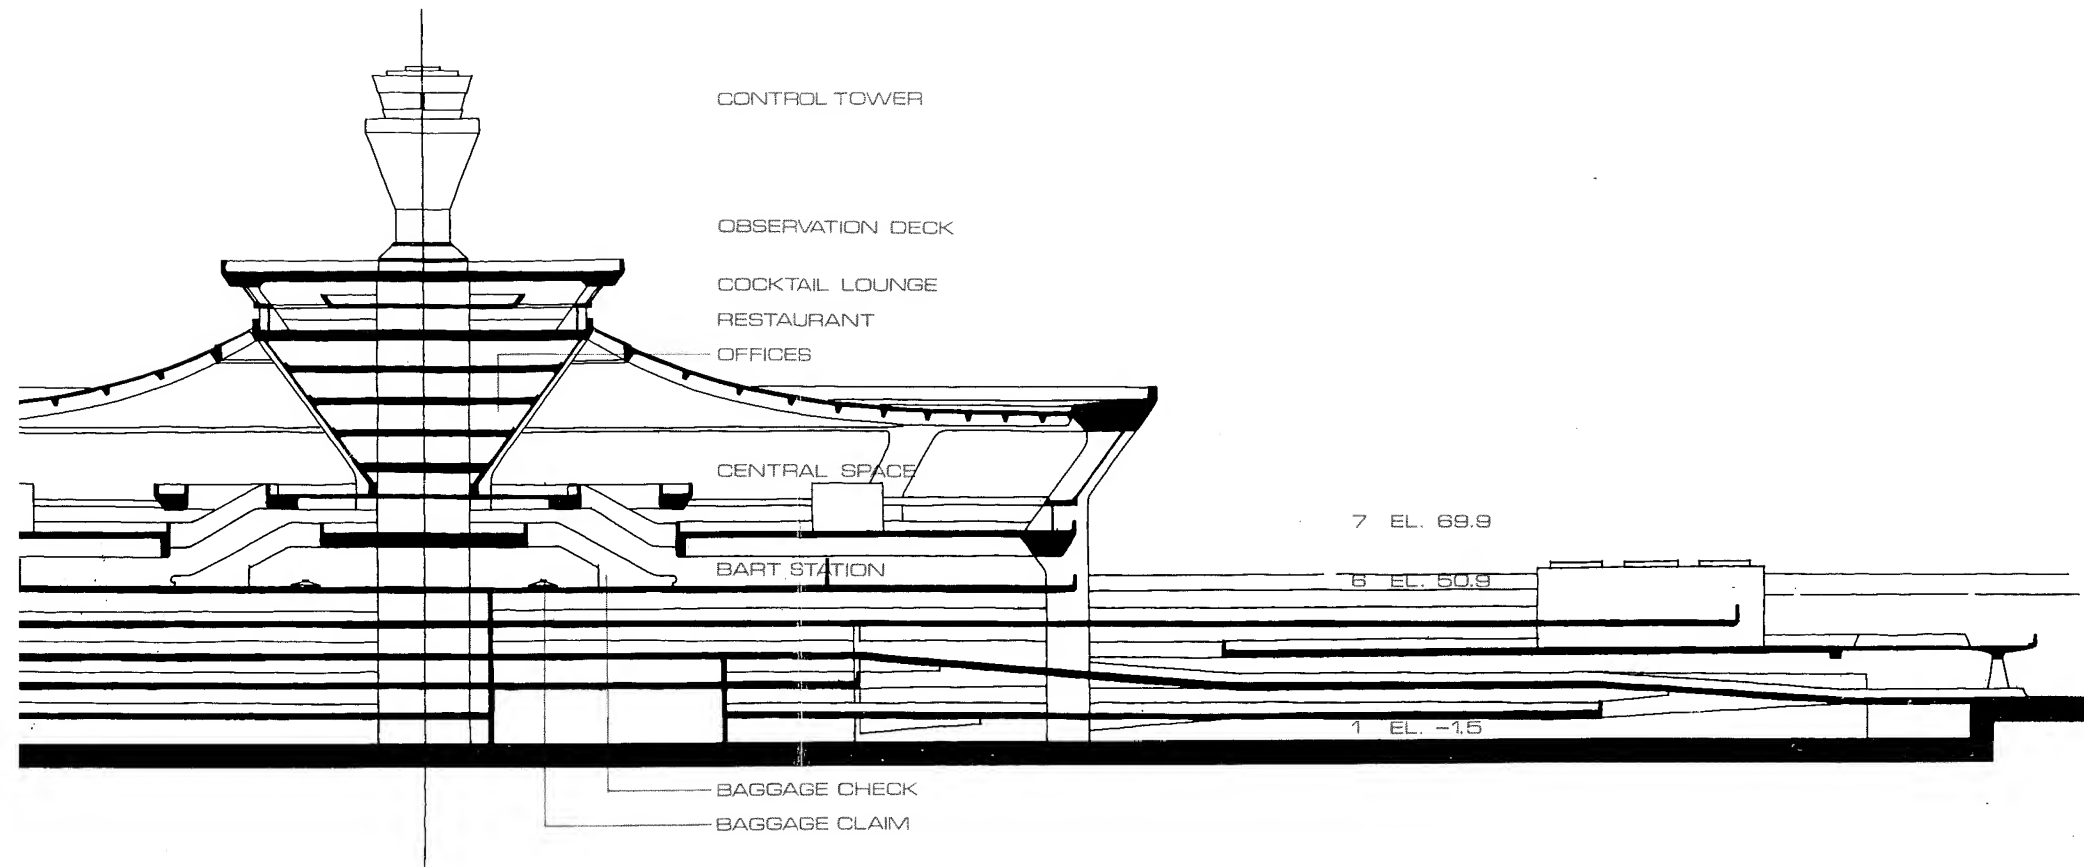 CONTROL TOWER
OBSERVATION DECK
COCKTAIL LOUNGE
RESTAURANT
OFFICES
CENTRAL SPACE
7 EL. 69.9
BART STATION
6 EL. 50.9
1 EL. -1.5
BAGGAGE CHECK
BAGGAGE CLAIM